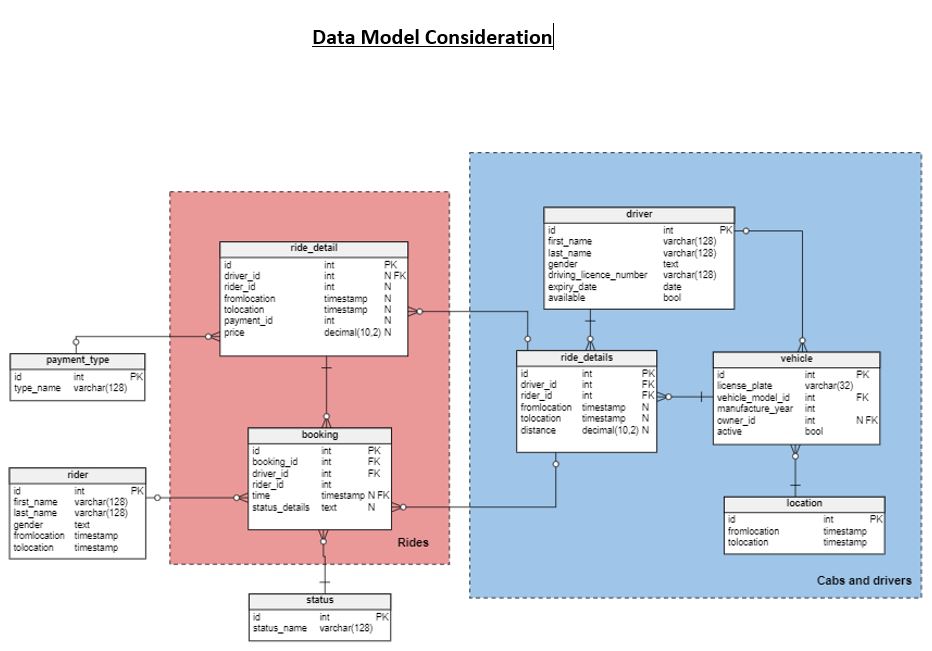 Data Model Consideration
driver
id int PK
first_name varchar(128)
last_name varchar(128)
gender text
driving_licence_number varchar(128)
expiry_date date
available bool
ride_detail
id int PK
driver_id int N FK
rider_id int N
fromlocation timestamp N
tolocation timestamp N
payment_id int N
price decimal(10,2) N
payment_type
id int PK
type_name varchar(128)
ride_details
id int PK
driver_id int FK
rider_id int FK
fromlocation timestamp N
tolocation timestamp N
distance decimal(10,2) N
vehicle
id int PK
license_plate varchar(32)
vehicle_model_id int FK
manufacture_year int
owner_id int N FK
active bool
booking
id int PK
booking_id int FK
driver_id int FK
rider_id int
time timestamp N FK
status_details text N
rider
id int PK
first_name varchar(128)
last_name varchar(128)
gender text
fromlocation timestamp
tolocation timestamp
location
id int PK
fromlocation timestamp
tolocation timestamp
Rides
Cabs and drivers
status
id int PK
status_name varchar(128)